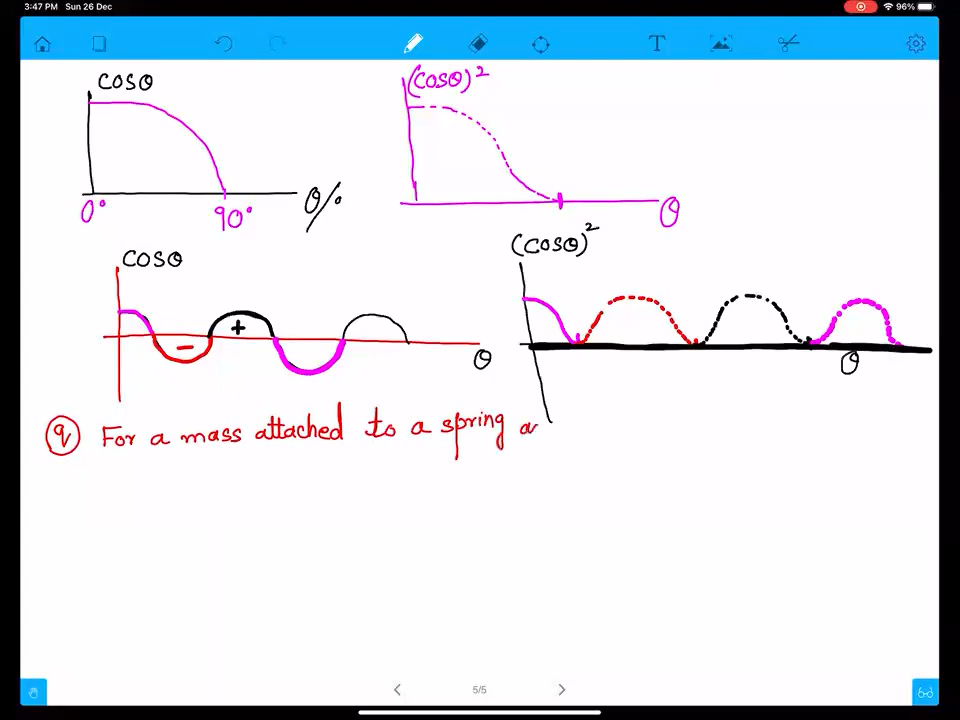 3:47 PM Sun 26 Dec
96%
T
cosθ
(cosθ)²
0°
90°
θ
θ
cosθ
(cosθ)²
+
−
θ
θ
q For a mass attached to a spring a
5/5